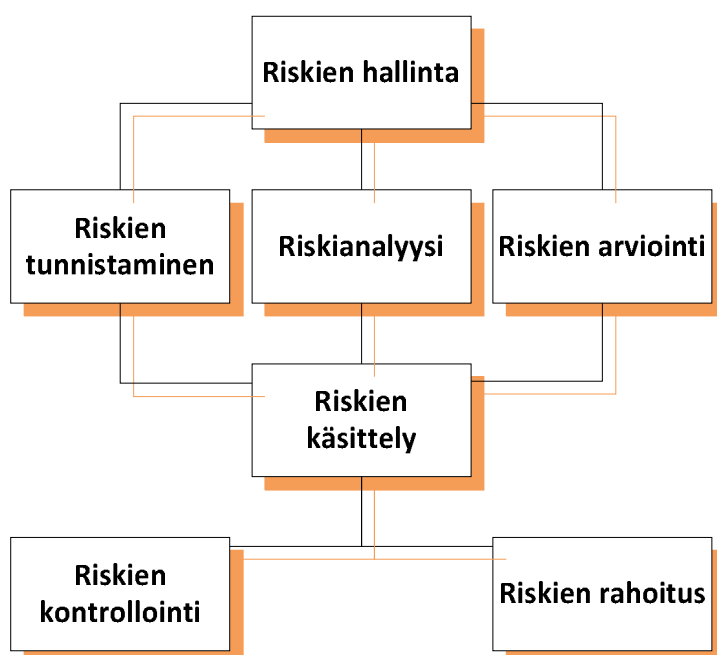 Riskien hallinta
Riskien
tunnistaminen
Riskianalyysi
Riskien arviointi
Riskien
käsittely
Riskien
kontrollointi
Riskien rahoitus